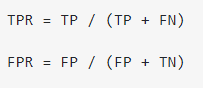 TPR = TP / (TP + FN)
FPR = FP / (FP + TN)